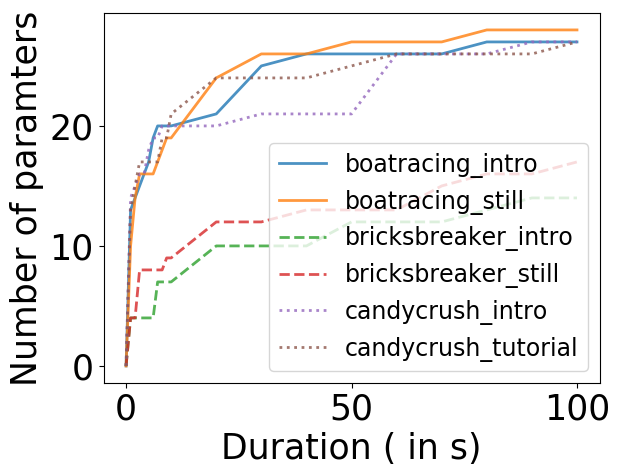 Number of paramters
20
10
0
boatracing_intro
boatracing_still
bricksbreaker_intro
bricksbreaker_still
candycrush_intro
candycrush_tutorial
0 50 100
Duration ( in s)